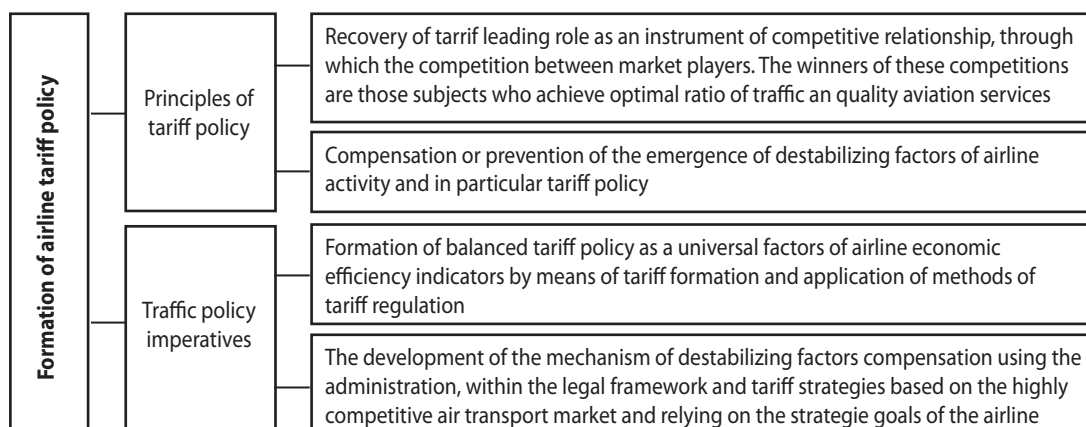 Formation of airline tariff policy
Principles of
tariff policy
Recovery of tarrif leading role as an instrument of competitive relationship, through
which the competition between market players. The winners of these competitions
are those subjects who achieve optimal ratio of traffic an quality aviation services
Compensation or prevention of the emergence of destabilizing factors of airline
activity and in particular tariff policy
Traffic policy
imperatives
Formation of balanced tariff policy as a universal factors of airline economic
efficiency indicators by means of tariff formation and application of methods of
tariff regulation
The development of the mechanism of destabilizing factors compensation using the
administration, within the legal framework and tariff strategies based on the highly
competitive air transport market and relying on the strategie goals of the airline